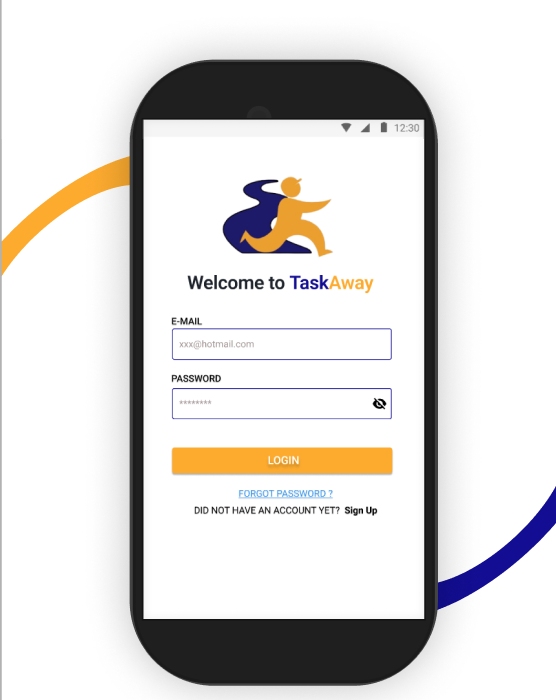 12:30
Welcome to TaskAway
E-MAIL
xxx@hotmail.com
PASSWORD
********
LOGIN
FORGOT PASSWORD ?
DID NOT HAVE AN ACCOUNT YET? Sign Up